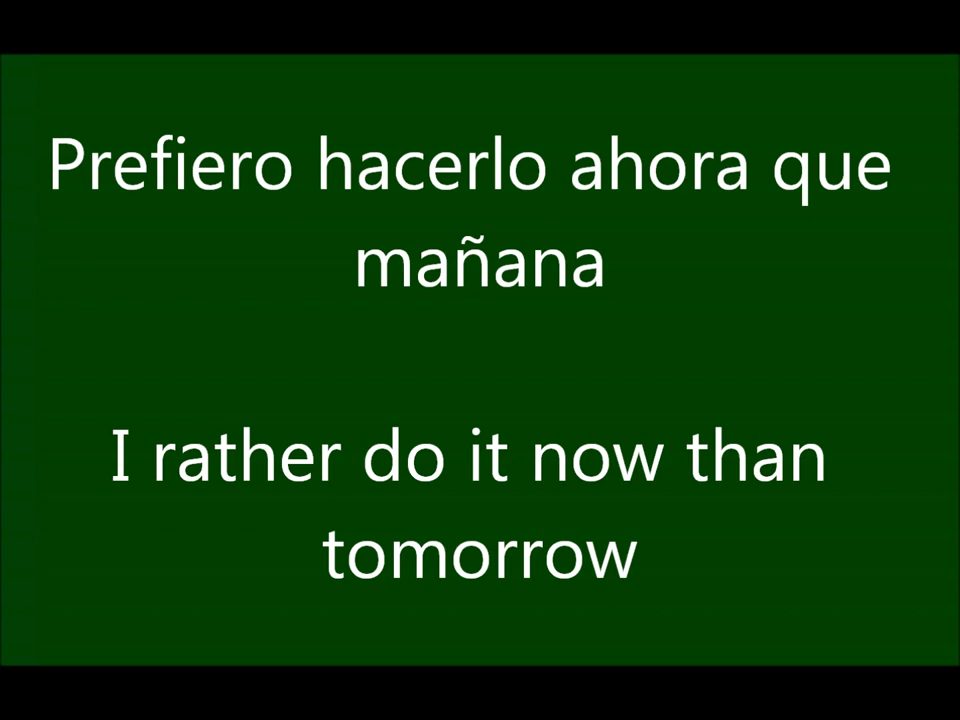 Prefiero hacerlo ahora que
mañana
I rather do it now than
tomorrow